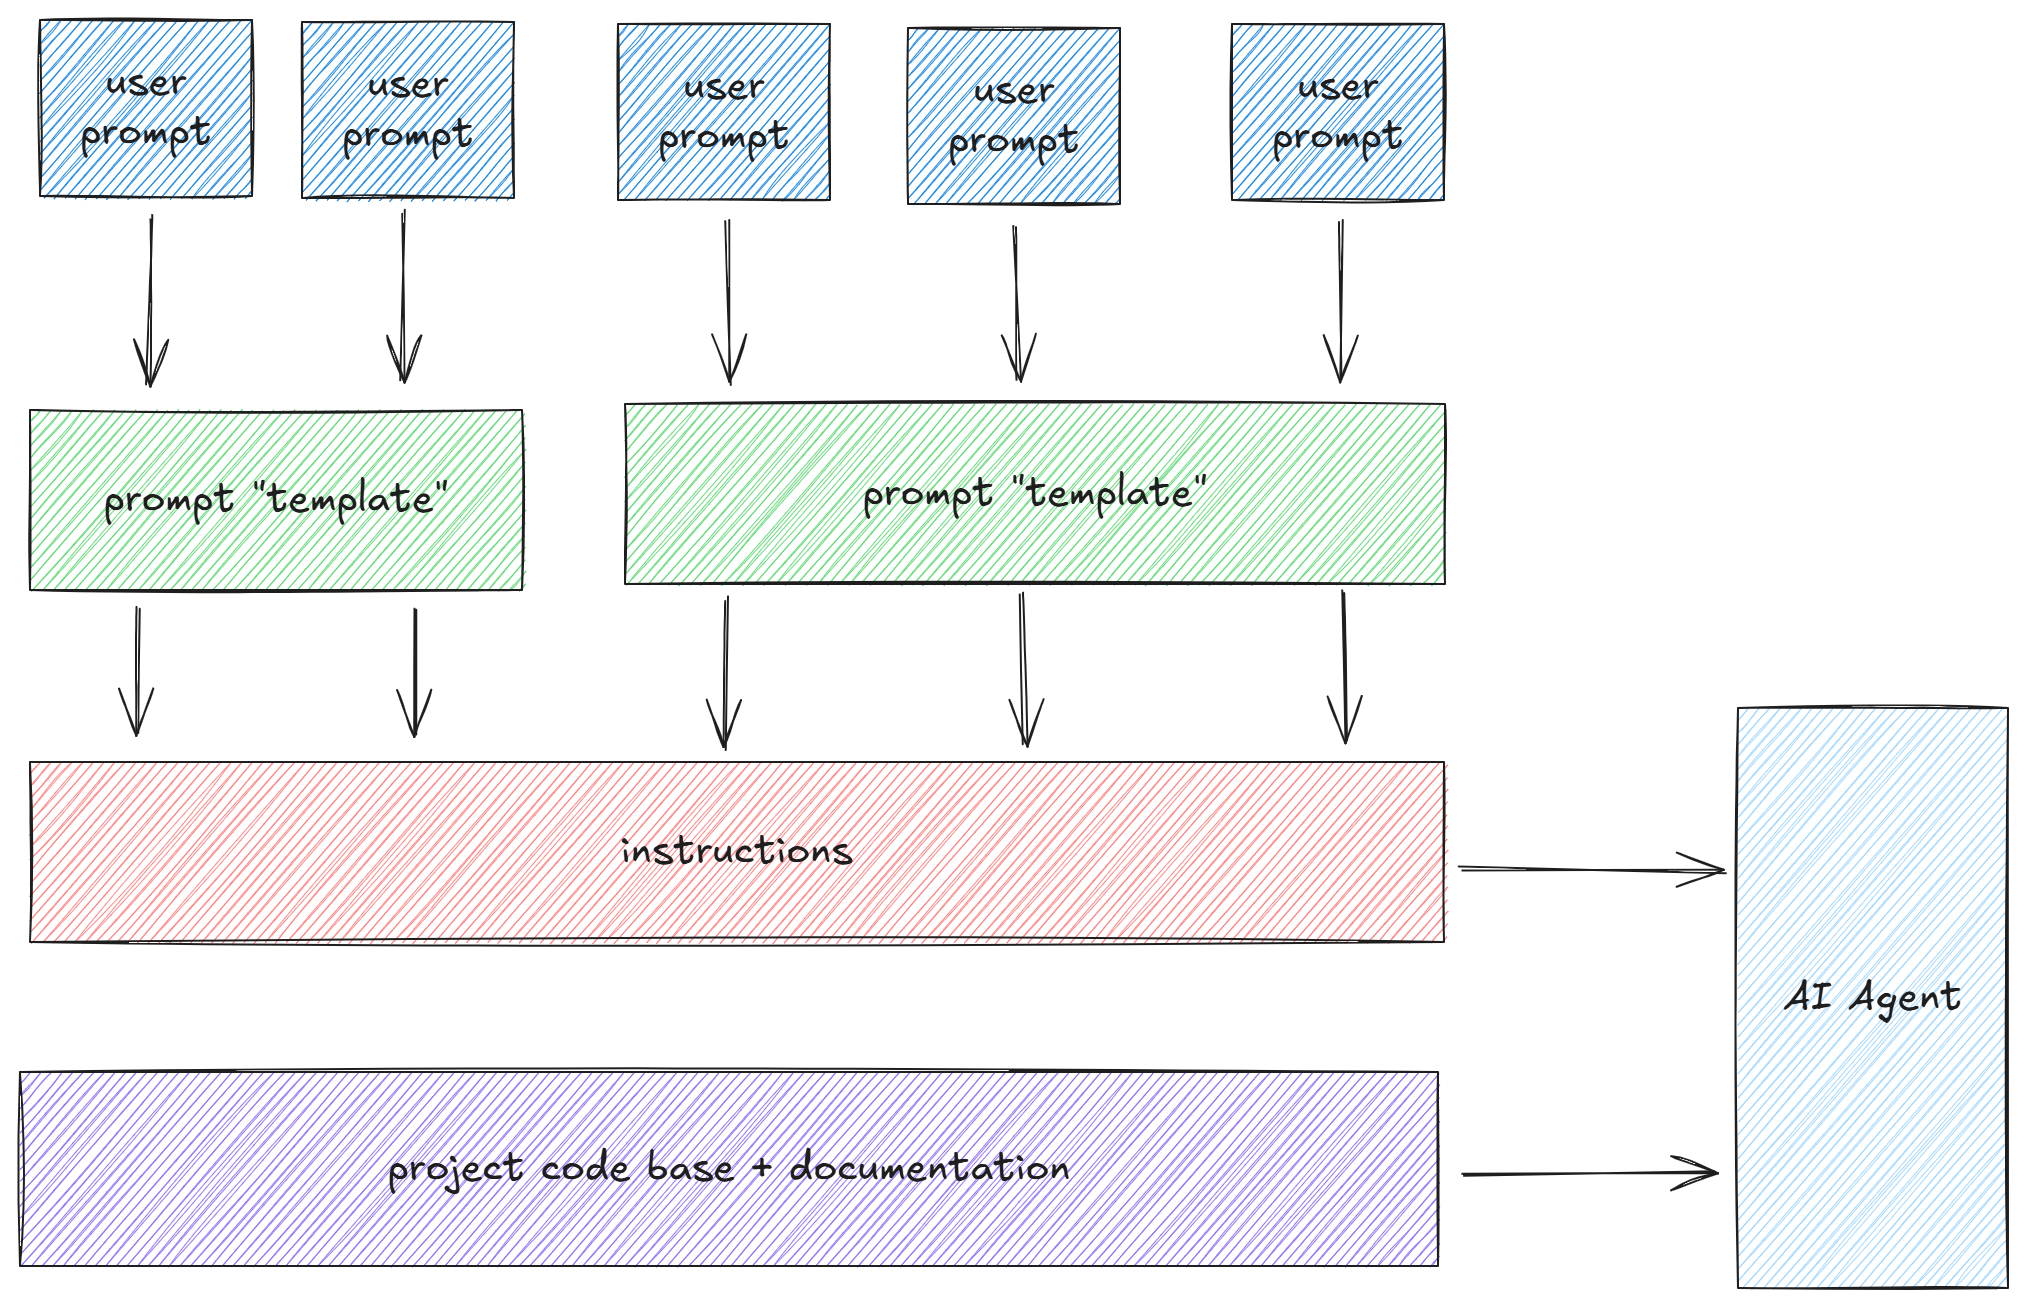 user
prompt
user
prompt
user
prompt
user
prompt
user
prompt
prompt "template"
prompt "template"
instructions
AI Agent
project code base + documentation